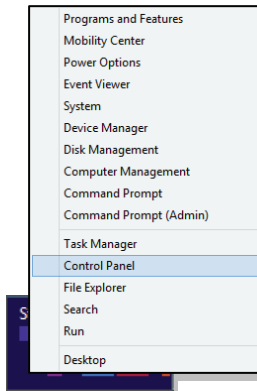 Programs and Features
Mobility Center
Power Options
Event Viewer
System
Device Manager
Disk Management
Computer Management
Command Prompt
Command Prompt (Admin)
Task Manager
Control Panel
File Explorer
Search
Run
Desktop